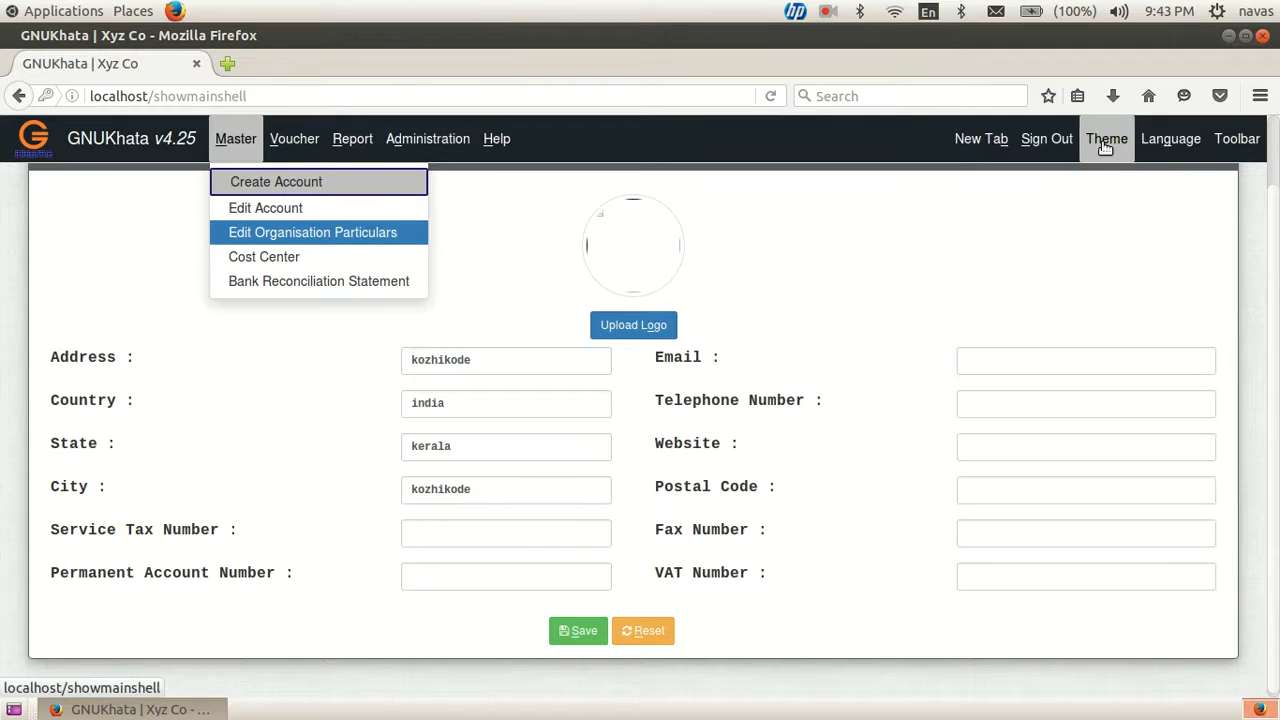 Applications Places
En (100%) 9:43 PM navas
GNUKhata | Xyz Co - Mozilla Firefox
GNUKhata | Xyz Co
localhost/showmainshell
Search
GNUKhata v4.25 Master Voucher Report Administration Help New Tab Sign Out Theme Language Toolbar
Create Account
Edit Account
Edit Organisation Particulars
Cost Center
Bank Reconciliation Statement
Upload Logo
Address : kozhikode Email :
Country : india Telephone Number :
State : kerala Website :
City : kozhikode Postal Code :
Service Tax Number : Fax Number :
Permanent Account Number : VAT Number :
Save Reset
localhost/showmainshell
GNUKhata | Xyz Co - ...